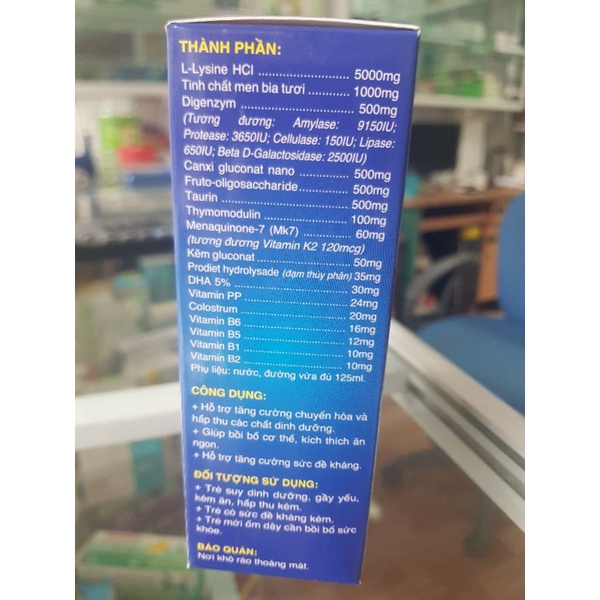 THÀNH PHẦN:
L-Lysine HCl ........................ 5000mg
Tinh chất men bia tươi ............ 1000mg
Digenzym ............................. 500mg
(Tương đương: Amylase: 9150IU;
Protease: 3650IU; Cellulase: 150IU; Lipase:
650IU; Beta D-Galactosidase: 2500IU)
Canxi gluconat nano ............... 500mg
Fruto-oligosaccharide .............. 500mg
Taurin ................................... 500mg
Thymomodulin ....................... 100mg
Menaquinone-7 (Mk7) ............. 60mg
(tương đương Vitamin K2 120mcg)
Kẽm gluconat ........................ 50mg
Prodiet hydrolysade (đạm thủy phân) 35mg
DHA 5% ................................ 30mg
Vitamin PP ............................ 24mg
Colostrum ............................. 20mg
Vitamin B6 ............................ 16mg
Vitamin B5 ............................ 12mg
Vitamin B1 ............................ 10mg
Vitamin B2 ............................ 10mg
Phụ liệu: nước, đường vừa đủ 125ml.
CÔNG DỤNG:
+ Hỗ trợ tăng cường chuyển hóa và
hấp thu các chất dinh dưỡng.
+ Giúp bồi bổ cơ thể, kích thích ăn
ngon.
+ Hỗ trợ tăng cường sức đề kháng.
ĐỐI TƯỢNG SỬ DỤNG:
+ Trẻ suy dinh dưỡng, gầy yếu,
kém ăn, hấp thu kém.
+ Trẻ có sức đề kháng kém.
+ Trẻ mới ốm dậy cần bồi bổ sức
khỏe.
BẢO QUẢN:
Nơi khô ráo thoáng mát.